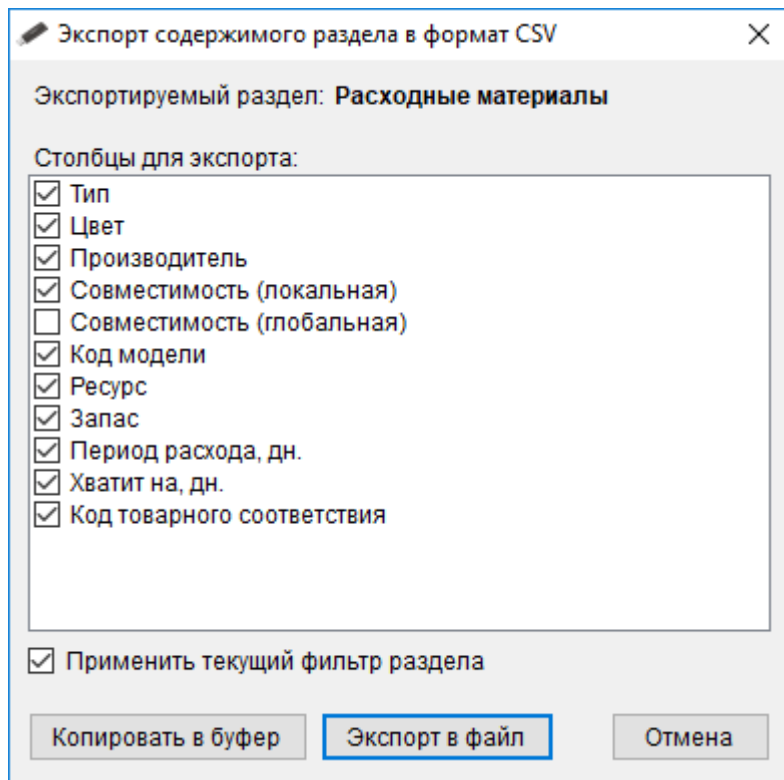 Экспорт содержимого раздела в формат CSV
Экспортируемый раздел: Расходные материалы
Столбцы для экспорта:
Тип
Цвет
Производитель
Совместимость (локальная)
Совместимость (глобальная)
Код модели
Ресурс
Запас
Период расхода, дн.
Хватит на, дн.
Код товарного соответствия
Применить текущий фильтр раздела
Копировать в буфер Экспорт в файл Отмена